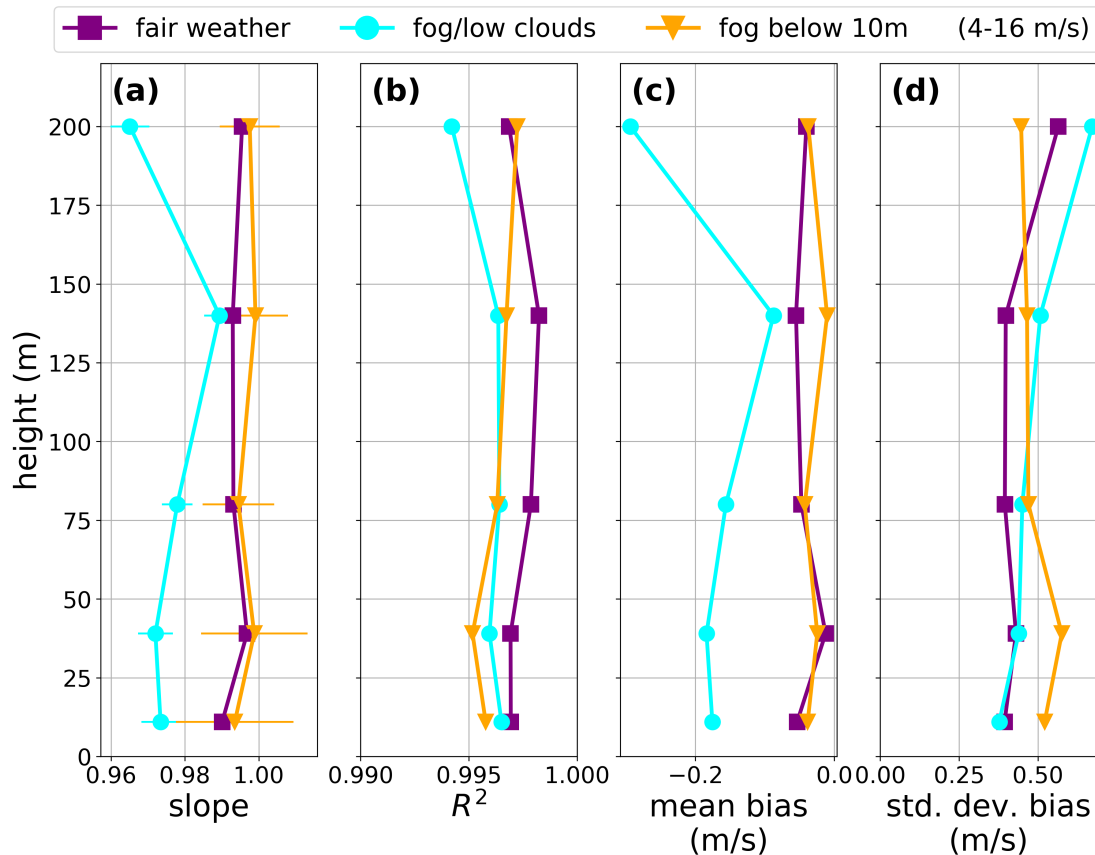 fair weather fog/low clouds fog below 10m (4-16 m/s)
(a) (b) (c) (d)
200
175
150
125
100
75
50
25
0
height (m)
0.96 0.98 1.00
slope
0.990 0.995 1.000
R²
−0.2 0.0
mean bias
(m/s)
0.00 0.25 0.50
std. dev. bias
(m/s)